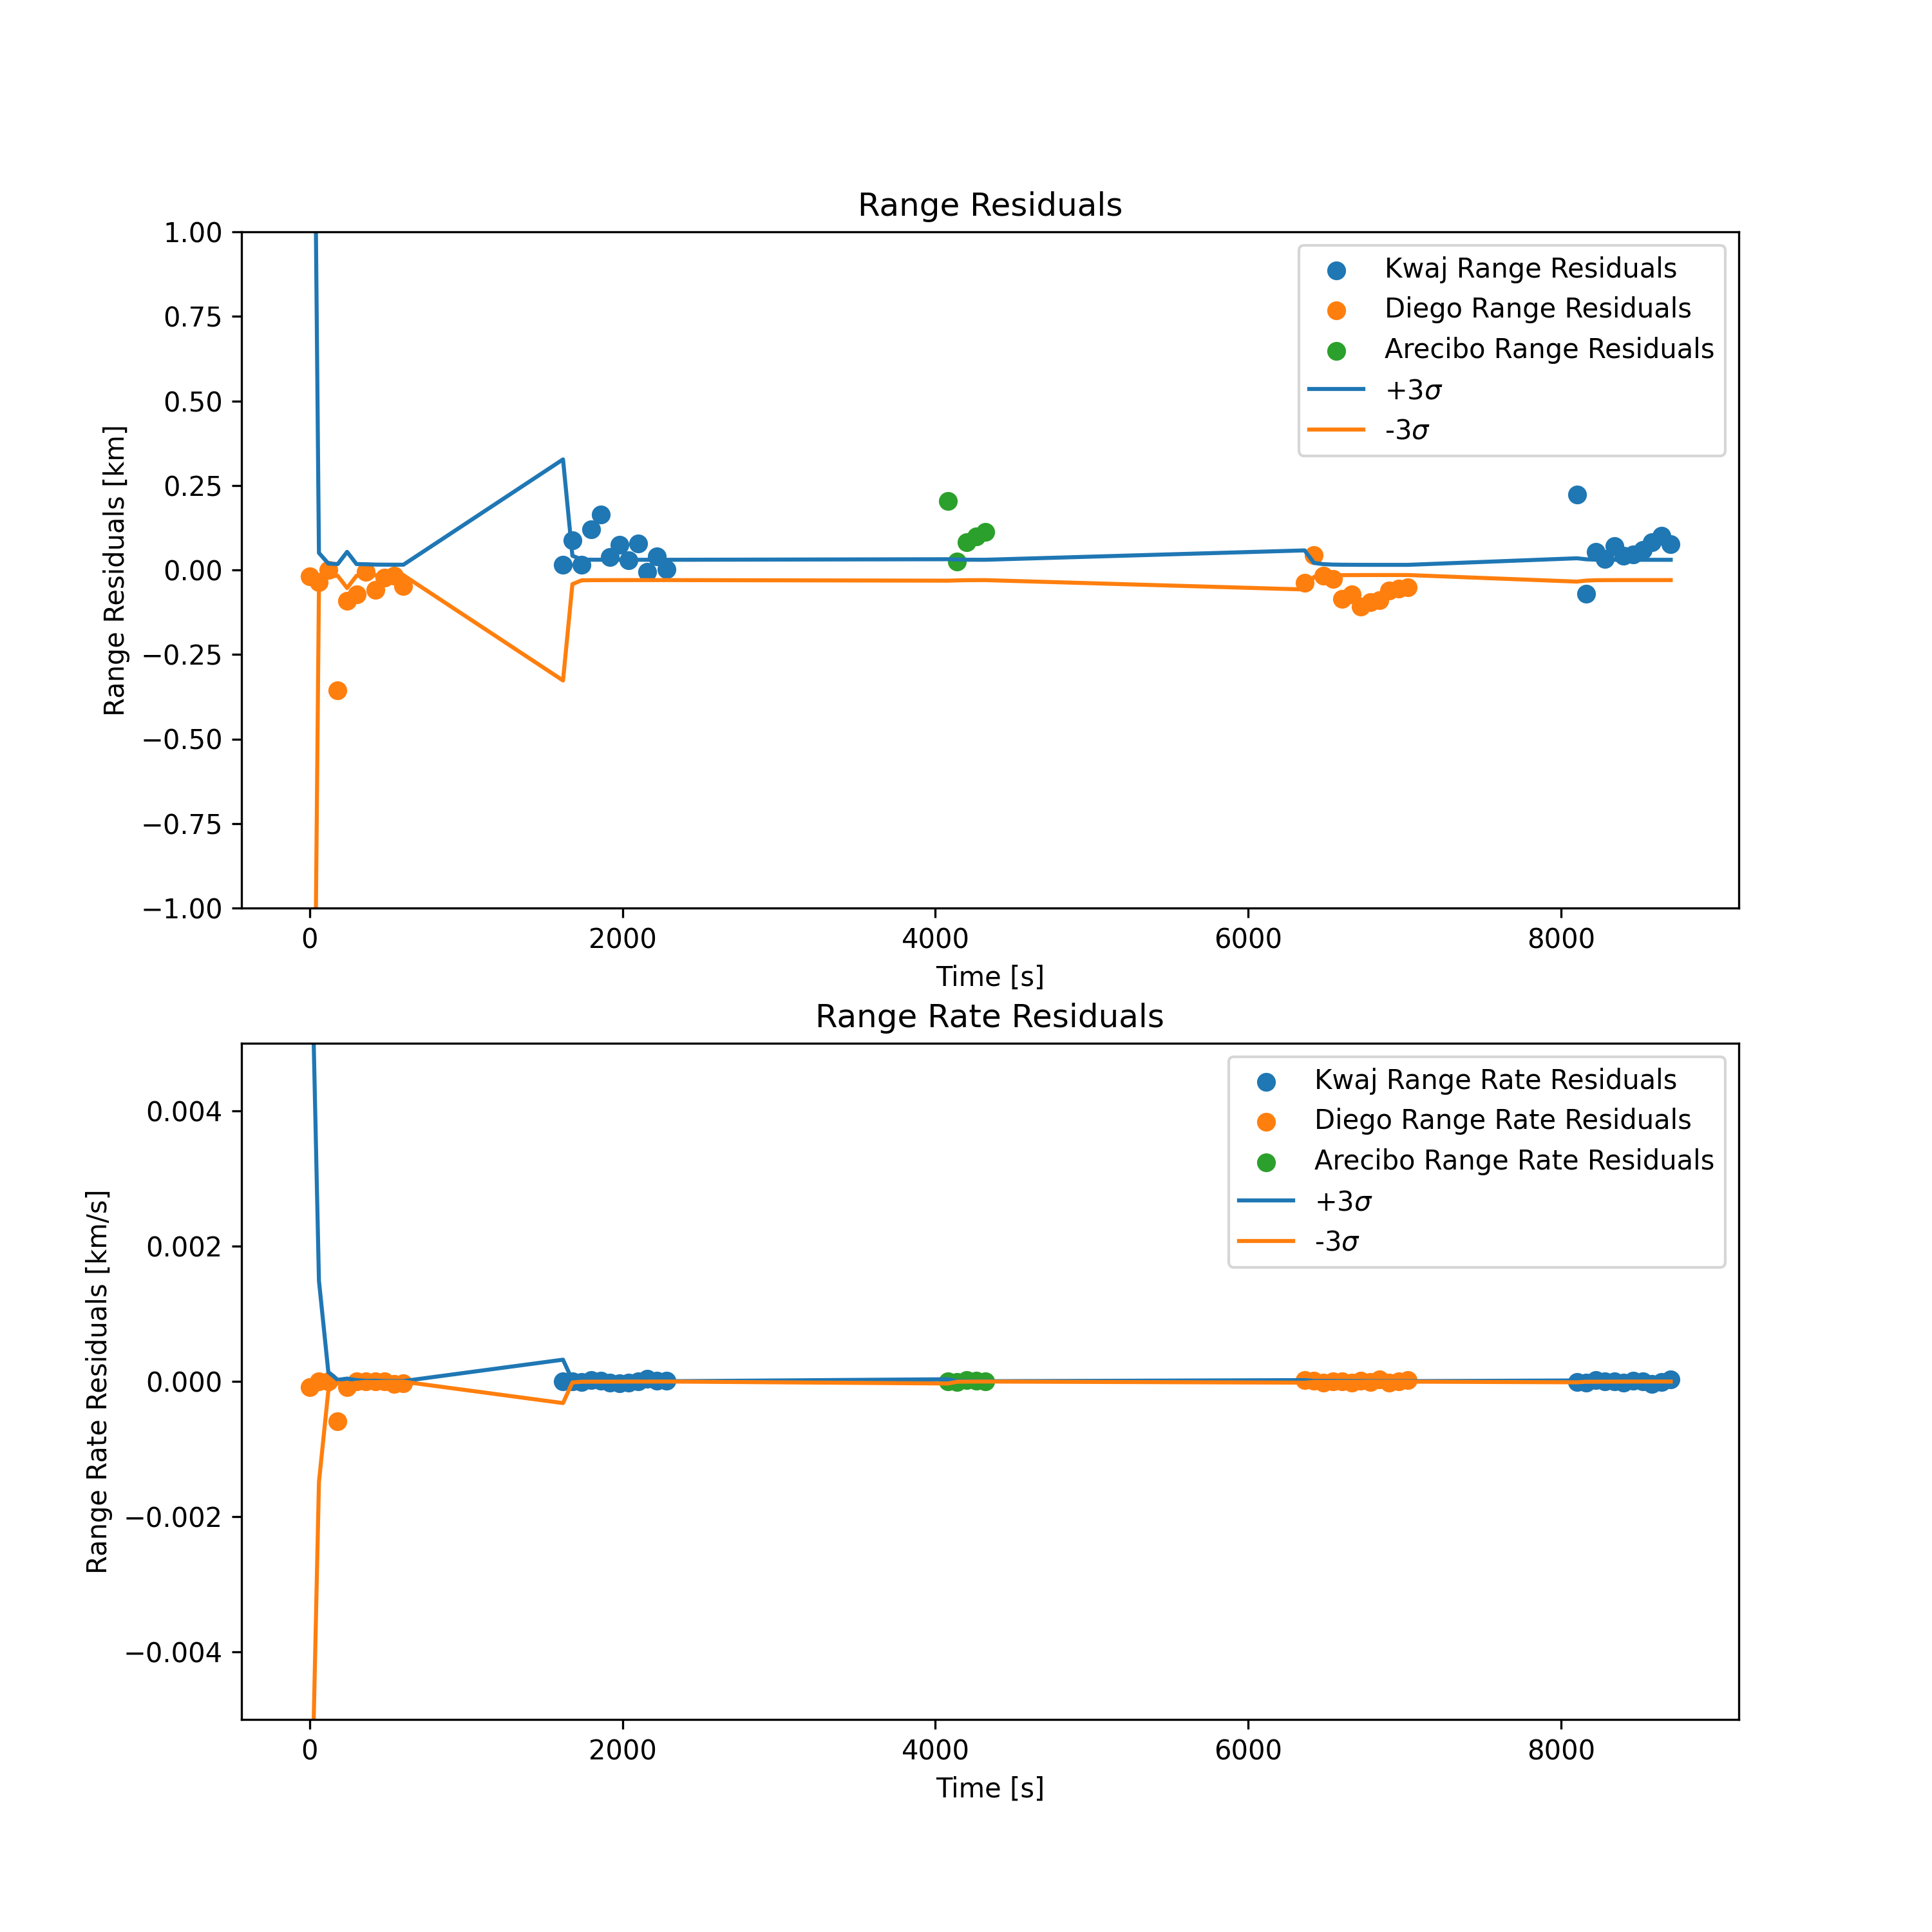 Range Residuals
1.00
0.75
0.50
0.25
0.00
−0.25
−0.50
−0.75
−1.00
Range Residuals [km]
Kwaj Range Residuals
Diego Range Residuals
Arecibo Range Residuals
+3σ
-3σ
0 2000 4000 6000 8000
Time [s]
Range Rate Residuals
0.004
0.002
0.000
−0.002
−0.004
Range Rate Residuals [km/s]
Kwaj Range Rate Residuals
Diego Range Rate Residuals
Arecibo Range Rate Residuals
+3σ
-3σ
0 2000 4000 6000 8000
Time [s]